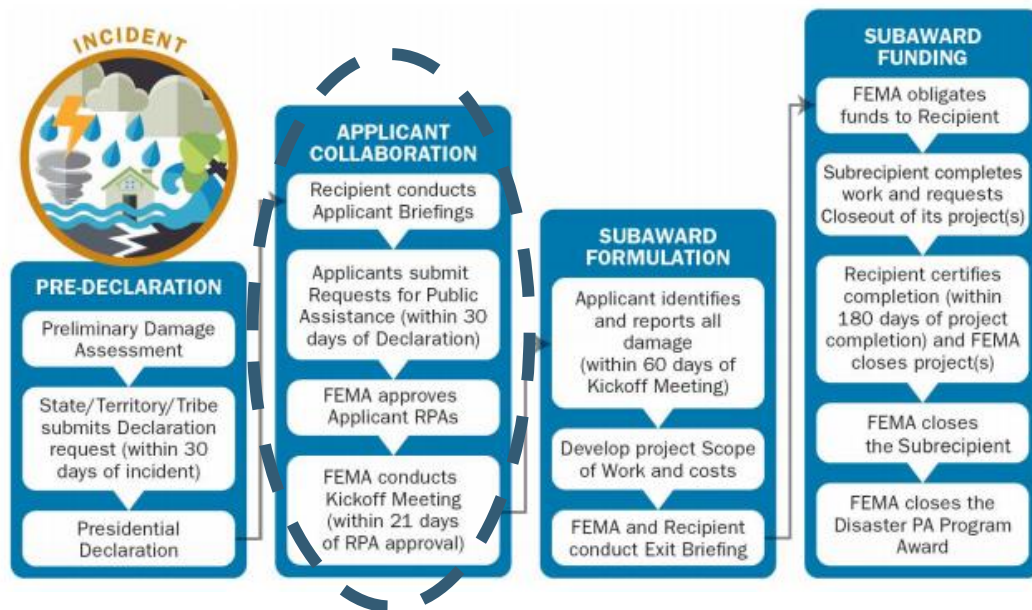 INCIDENT
PRE-DECLARATION
Preliminary Damage
Assessment
State/Territory/Tribe
submits Declaration
request (within 30
days of incident)
Presidential
Declaration
APPLICANT
COLLABORATION
Recipient conducts
Applicant Briefings
Applicants submit
Requests for Public
Assistance (within 30
days of Declaration)
FEMA approves
Applicant RPAs
FEMA conducts
Kickoff Meeting
(within 21 days
of RPA approval)
SUBAWARD
FORMULATION
Applicant identifies
and reports all
damage
(within 60 days of
Kickoff Meeting)
Develop project Scope
of Work and costs
FEMA and Recipient
conduct Exit Briefing
SUBAWARD
FUNDING
FEMA obligates
funds to Recipient
Subrecipient completes
work and requests
Closeout of its project(s)
Recipient certifies
completion (within
180 days of project
completion) and FEMA
closes project(s)
FEMA closes
the Subrecipient
FEMA closes the
Disaster PA Program
Award